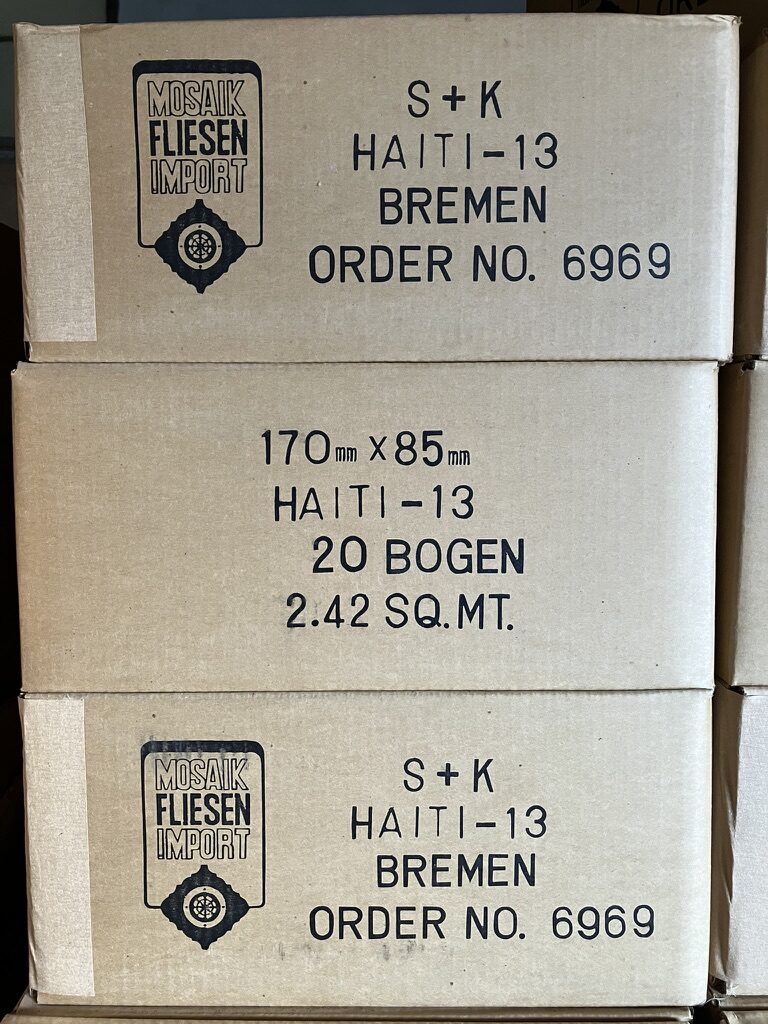 MOSAIK
FLIESEN
IMPORT
S + K
HAITI-13
BREMEN
ORDER NO. 6969
170mm x 85mm
HAITI-13
20 BOGEN
2.42 SQ.MT.
MOSAIK
FLIESEN
IMPORT
S + K
HAITI-13
BREMEN
ORDER NO. 6969